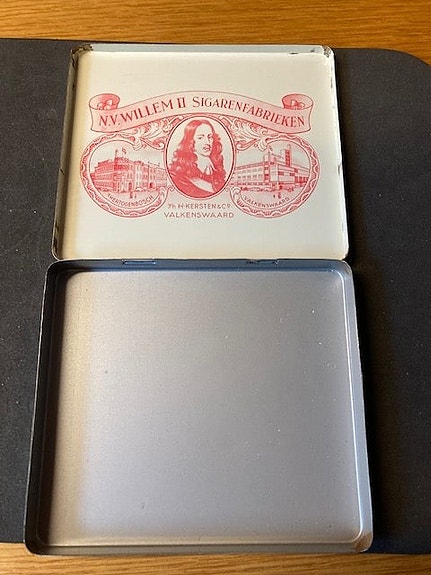 N.V. WILLEM II SIGARENFABRIEKEN
'S HERTOGENBOSCH
VALKENSWAARD
FA H. KERSTEN & CO
VALKENSWAARD